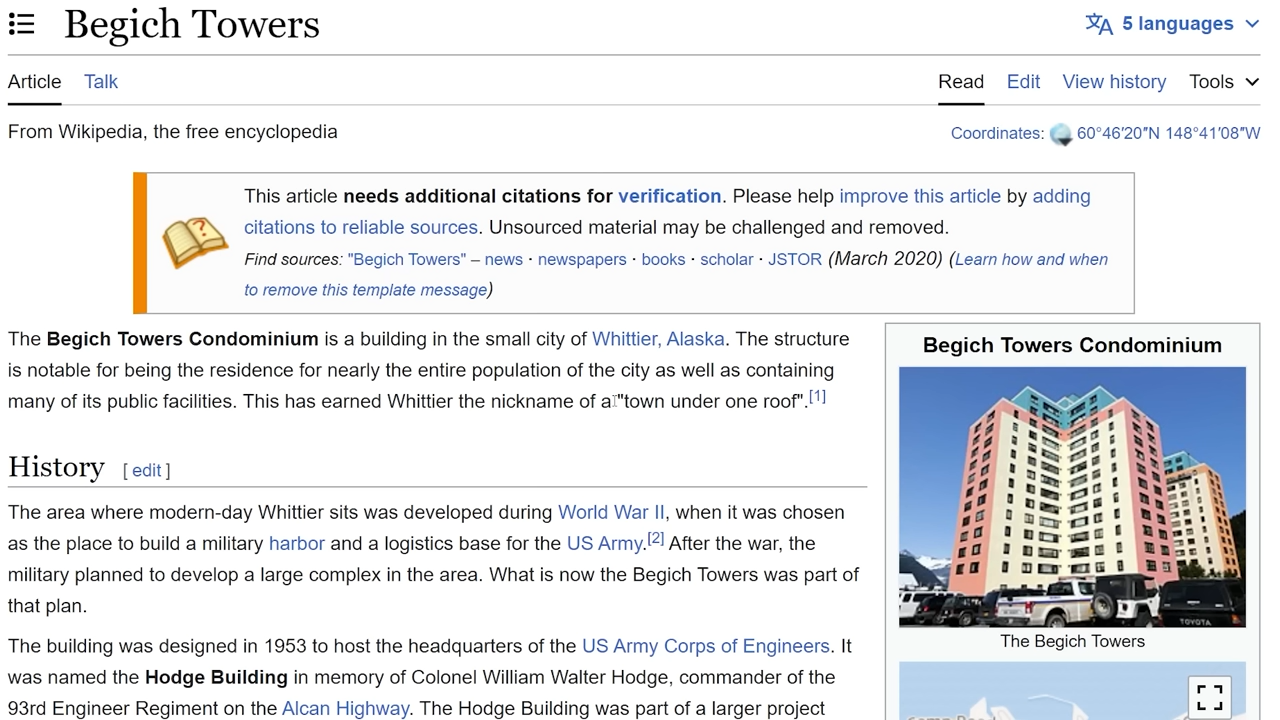 Begich Towers
5 languages
Article Talk
Read Edit View history Tools
From Wikipedia, the free encyclopedia
Coordinates: 60°46′20″N 148°41′08″W
This article needs additional citations for verification. Please help improve this article by adding
citations to reliable sources. Unsourced material may be challenged and removed.
Find sources: "Begich Towers" – news · newspapers · books · scholar · JSTOR (March 2020) (Learn how and when
to remove this template message)
The Begich Towers Condominium is a building in the small city of Whittier, Alaska. The structure
is notable for being the residence for nearly the entire population of the city as well as containing
many of its public facilities. This has earned Whittier the nickname of a "town under one roof".[1]
History [ edit ]
The area where modern-day Whittier sits was developed during World War II, when it was chosen
as the place to build a military harbor and a logistics base for the US Army.[2] After the war, the
military planned to develop a large complex in the area. What is now the Begich Towers was part of
that plan.
The building was designed in 1953 to host the headquarters of the US Army Corps of Engineers. It
was named the Hodge Building in memory of Colonel William Walter Hodge, commander of the
93rd Engineer Regiment on the Alcan Highway. The Hodge Building was part of a larger project
Begich Towers Condominium
TOYOTA
The Begich Towers